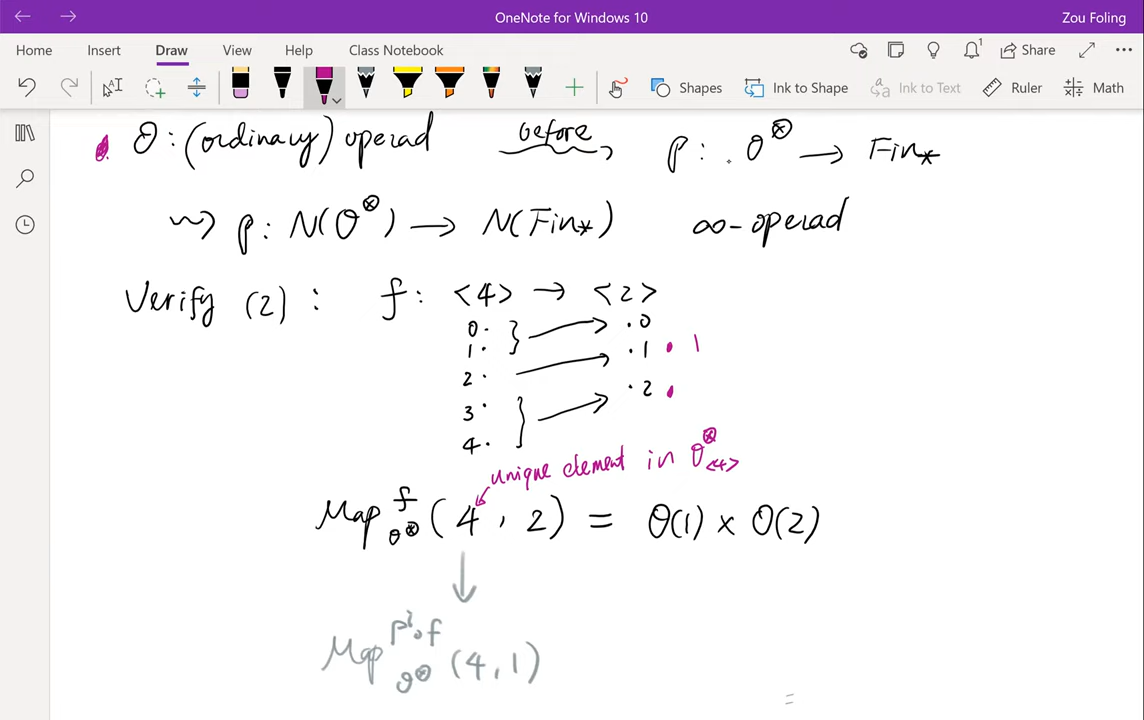 OneNote for Windows 10
Zou Foling
Home Insert Draw View Help Class Notebook
Share
Shapes Ink to Shape Ink to Text Ruler Math
O : (ordinary) operad before p : O^⊗ → Fin*
⇝ p : N(O^⊗) → N(Fin*) ∞-operad
Verify (2) : f : <4> → <2>
0 · } → · 0
1 · · 1 · 1
2 · → · 2 ·
3 · } →
4 ·
unique element in O^⊗_<4>
Map^f_O^⊗ (4, 2) = O(1) × O(2)
↓
Map^ρ²∘f_O^⊗ (4, 1)
=